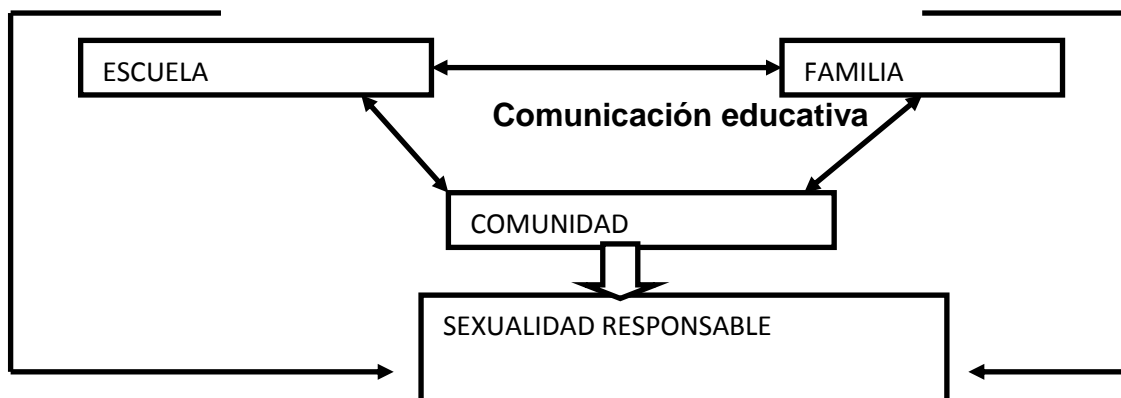 ESCUELA
FAMILIA
Comunicación educativa
COMUNIDAD
SEXUALIDAD RESPONSABLE